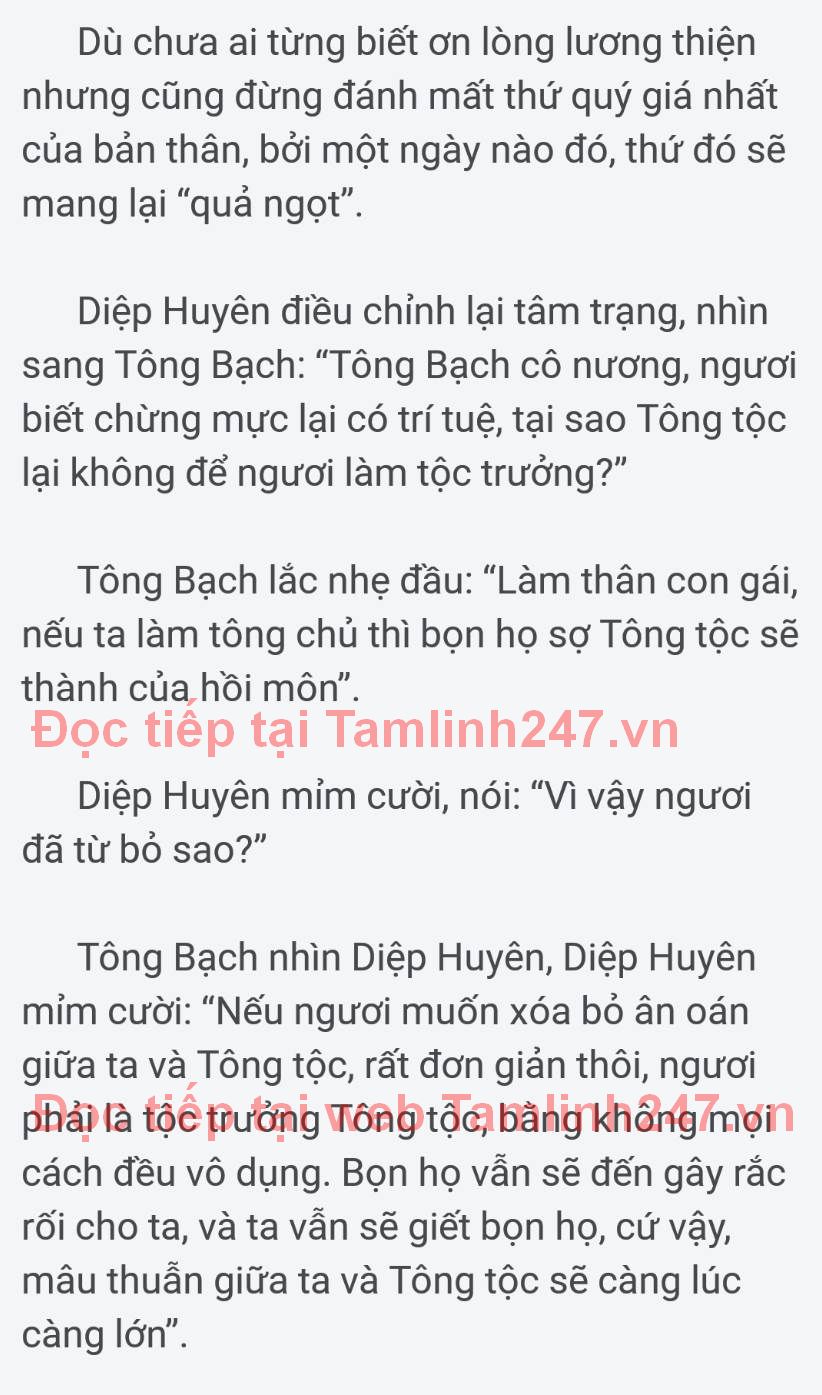 Dù chưa ai từng biết ơn lòng lương thiện
nhưng cũng đừng đánh mất thứ quý giá nhất
của bản thân, bởi một ngày nào đó, thứ đó sẽ
mang lại “quả ngọt”.
Diệp Huyên điều chỉnh lại tâm trạng, nhìn
sang Tông Bạch: “Tông Bạch cô nương, ngươi
biết chừng mực lại có trí tuệ, tại sao Tông tộc
lại không để ngươi làm tộc trưởng?”
Tông Bạch lắc nhẹ đầu: “Làm thân con gái,
nếu ta làm tông chủ thì bọn họ sợ Tông tộc sẽ
thành của hồi môn”.
Đọc tiếp tại Tamlinh247.vn
Diệp Huyên mỉm cười, nói: “Vì vậy ngươi
đã từ bỏ sao?”
Tông Bạch nhìn Diệp Huyên, Diệp Huyên
mỉm cười: “Nếu ngươi muốn xóa bỏ ân oán
giữa ta và Tông tộc, rất đơn giản thôi, ngươi
phải là tộc trưởng Tông tộc, bằng không mọi
Đọc tiếp tại web Tamlinh247.vn
cách đều vô dụng. Bọn họ vẫn sẽ đến gây rắc
rối cho ta, và ta vẫn sẽ giết bọn họ, cứ vậy,
mâu thuẫn giữa ta và Tông tộc sẽ càng lúc
càng lớn”.